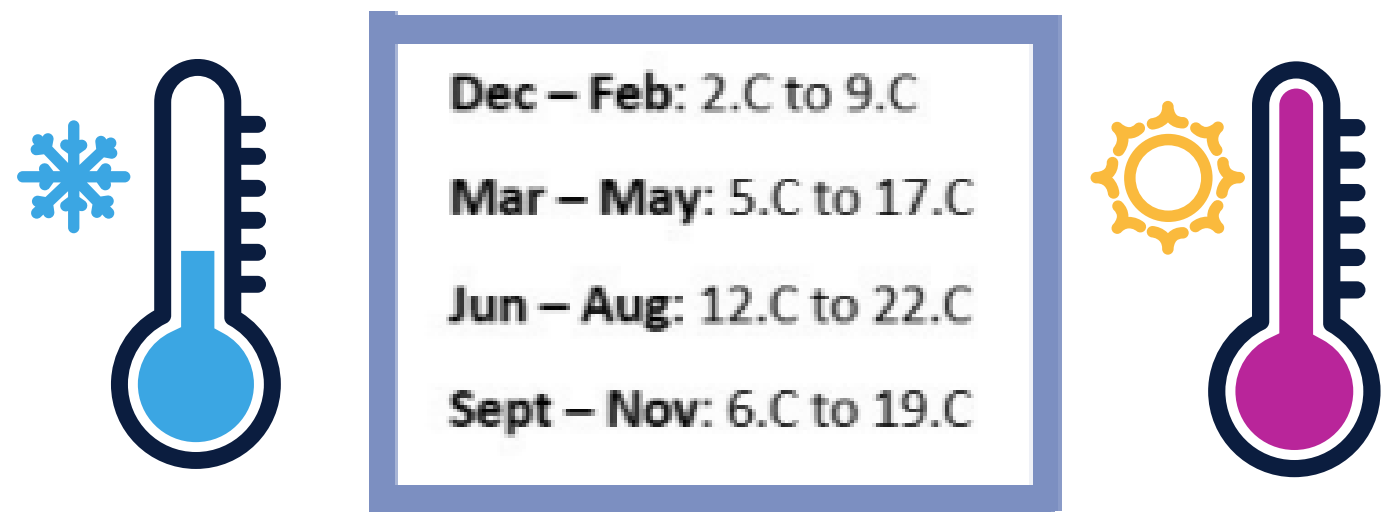 Dec – Feb: 2.C to 9.C
Mar – May: 5.C to 17.C
Jun – Aug: 12.C to 22.C
Sept – Nov: 6.C to 19.C